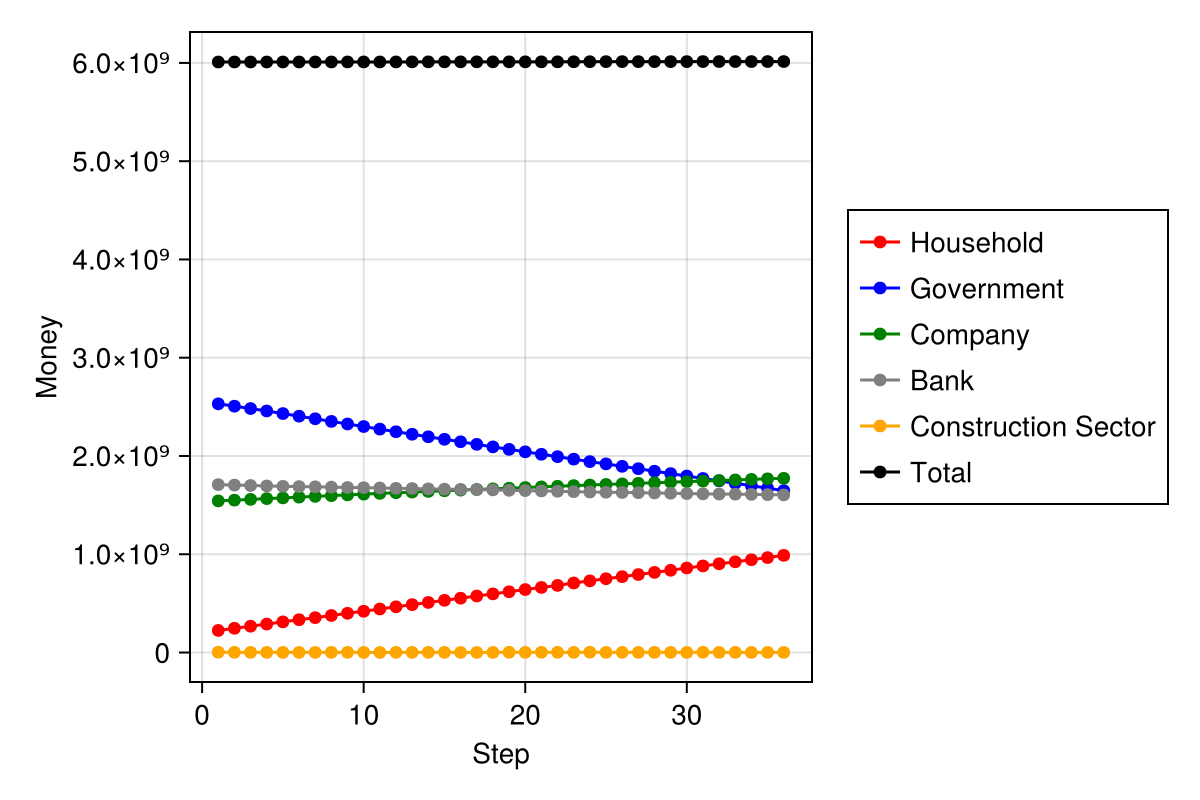 6.0×10⁹
5.0×10⁹
4.0×10⁹
3.0×10⁹
2.0×10⁹
1.0×10⁹
0
Money
0 10 20 30
Step
Household
Government
Company
Bank
Construction Sector
Total